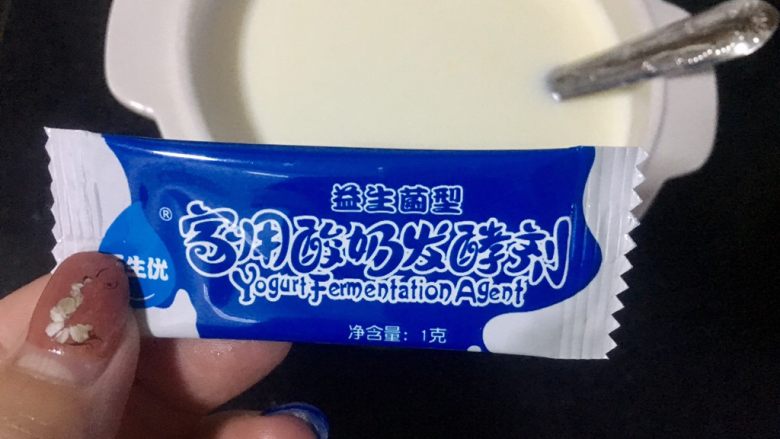 益生菌型
®
生优
家用酸奶发酵剂
Yogurt Fermentation Agent
净含量：1克